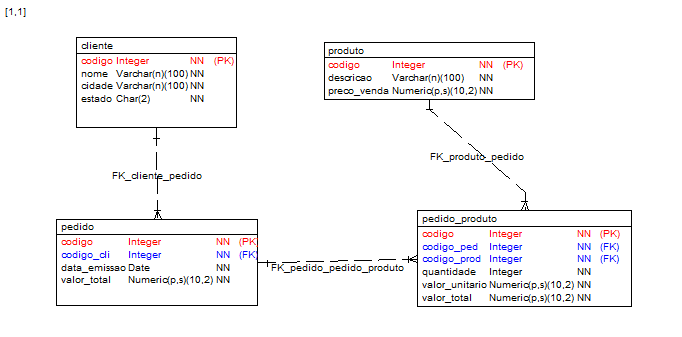 [1,1]
cliente
codigo Integer NN (PK)
nome Varchar(n)(100) NN
cidade Varchar(n)(100) NN
estado Char(2) NN
produto
codigo Integer NN (PK)
descricao Varchar(n)(100) NN
preco_venda Numeric(p,s)(10,2) NN
FK_cliente_pedido
FK_produto_pedido
pedido
codigo Integer NN (PK
codigo_cli Integer NN (FK)
data_emissao Date NN
valor_total Numeric(p,s)(10,2) NN
FK_pedido_pedido_produto
pedido_produto
codigo Integer NN (PK)
codigo_ped Integer NN (FK)
codigo_prod Integer NN (FK)
quantidade Integer NN
valor_unitario Numeric(p,s)(10,2) NN
valor_total Numeric(p,s)(10,2) NN